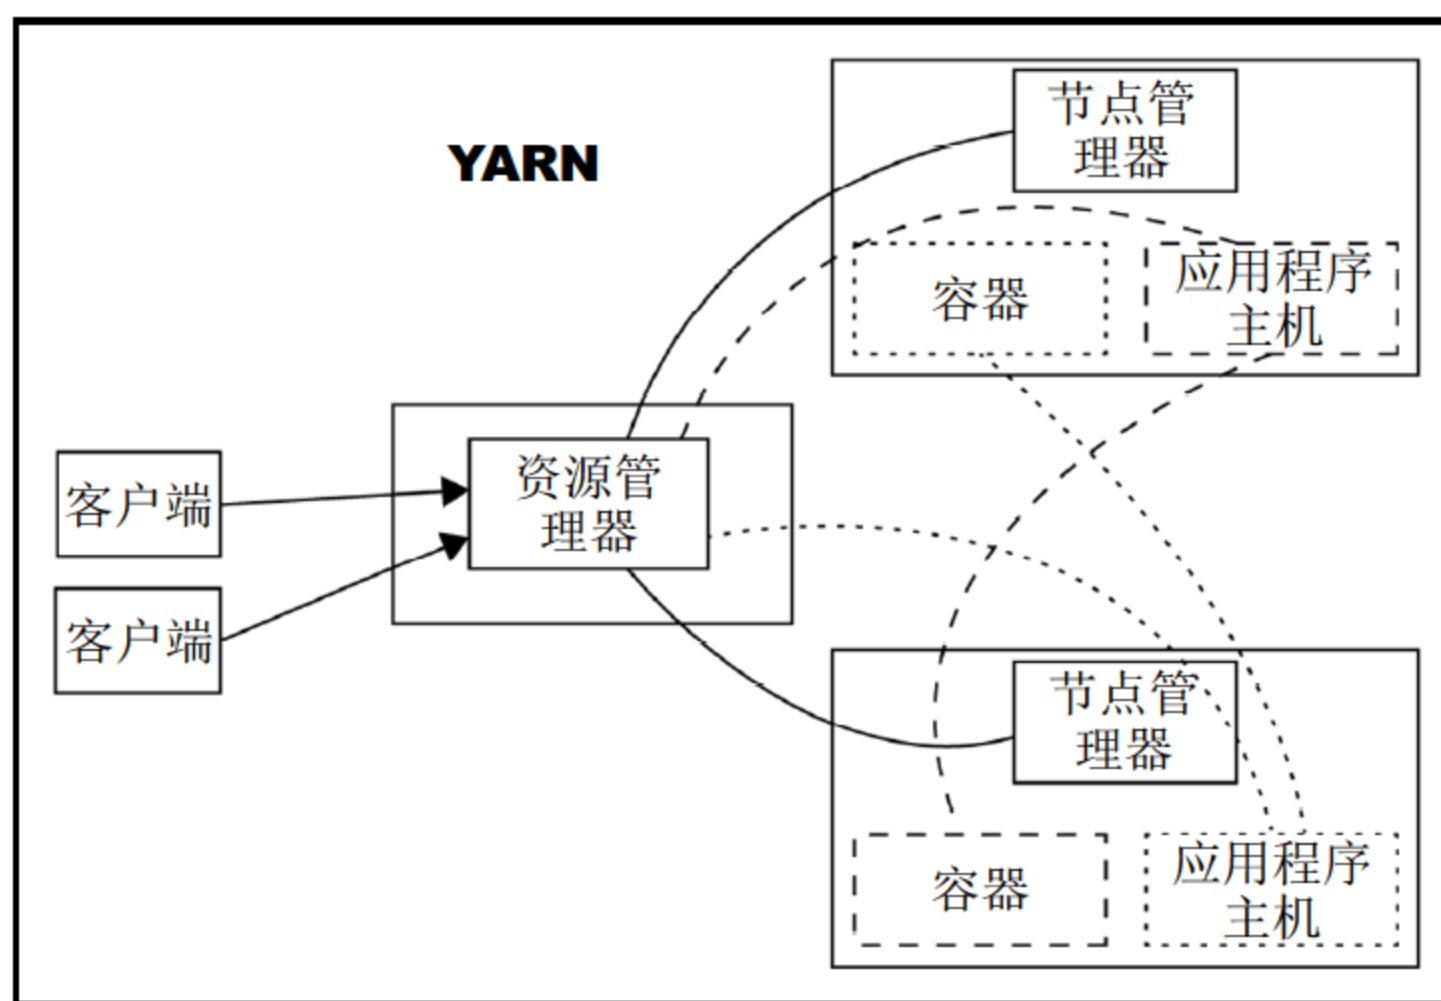 YARN
节点管
理器
容器
应用程序
主机
客户端
客户端
资源管
理器
节点管
理器
容器
应用程序
主机